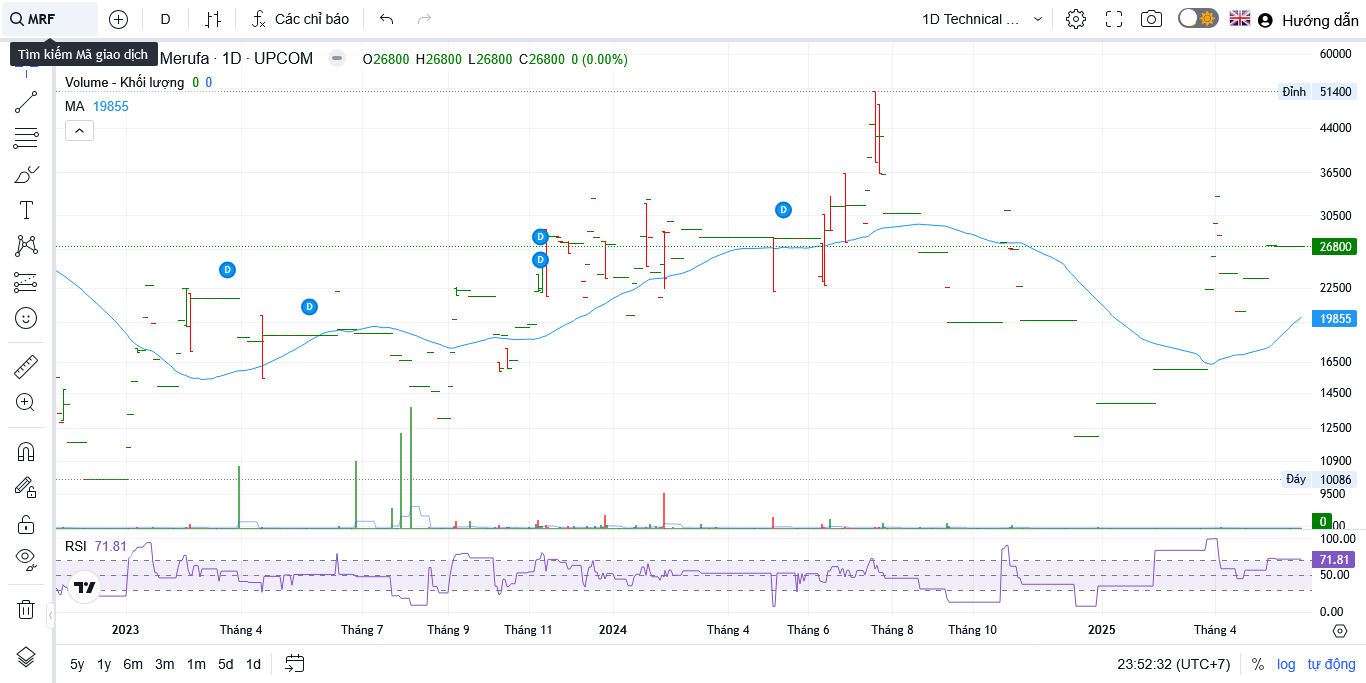 MRF
D
Các chỉ báo
1D Technical ...
Hướng dẫn
Tìm kiếm Mã giao dịch
Merufa · 1D · UPCOM
O26800 H26800 L26800 C26800 0 (0.00%)
Volume - Khối lượng 0 0
MA 19855
60000
Đỉnh 51400
44000
36500
30500
26800
22500
19855
16500
14500
12500
10900
Đáy 10086
9500
0
00
D
D
D
D
D
RSI 71.81
100.00
71.81
50.00
0.00
2023 Tháng 4 Tháng 7 Tháng 9 Tháng 11 2024 Tháng 4 Tháng 6 Tháng 8 Tháng 10 2025 Tháng 4
5y 1y 6m 3m 1m 5d 1d
23:52:32 (UTC+7) % log tự động